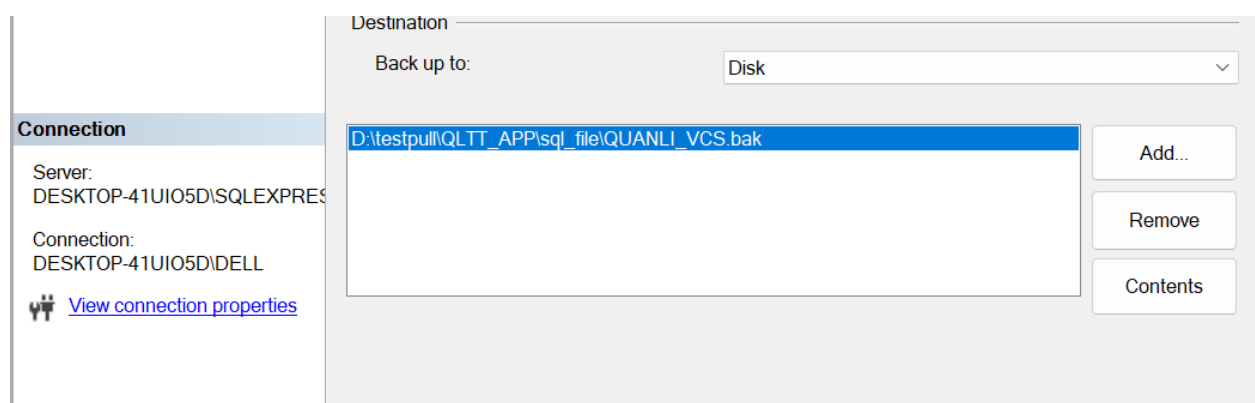 Destination
Back up to:
Disk
Connection
Server:
DESKTOP-41UIO5D\SQLEXPRES
Connection:
DESKTOP-41UIO5D\DELL
View connection properties
D:\testpull\QLTT_APP\sql_file\QUANLI_VCS.bak
Add...
Remove
Contents